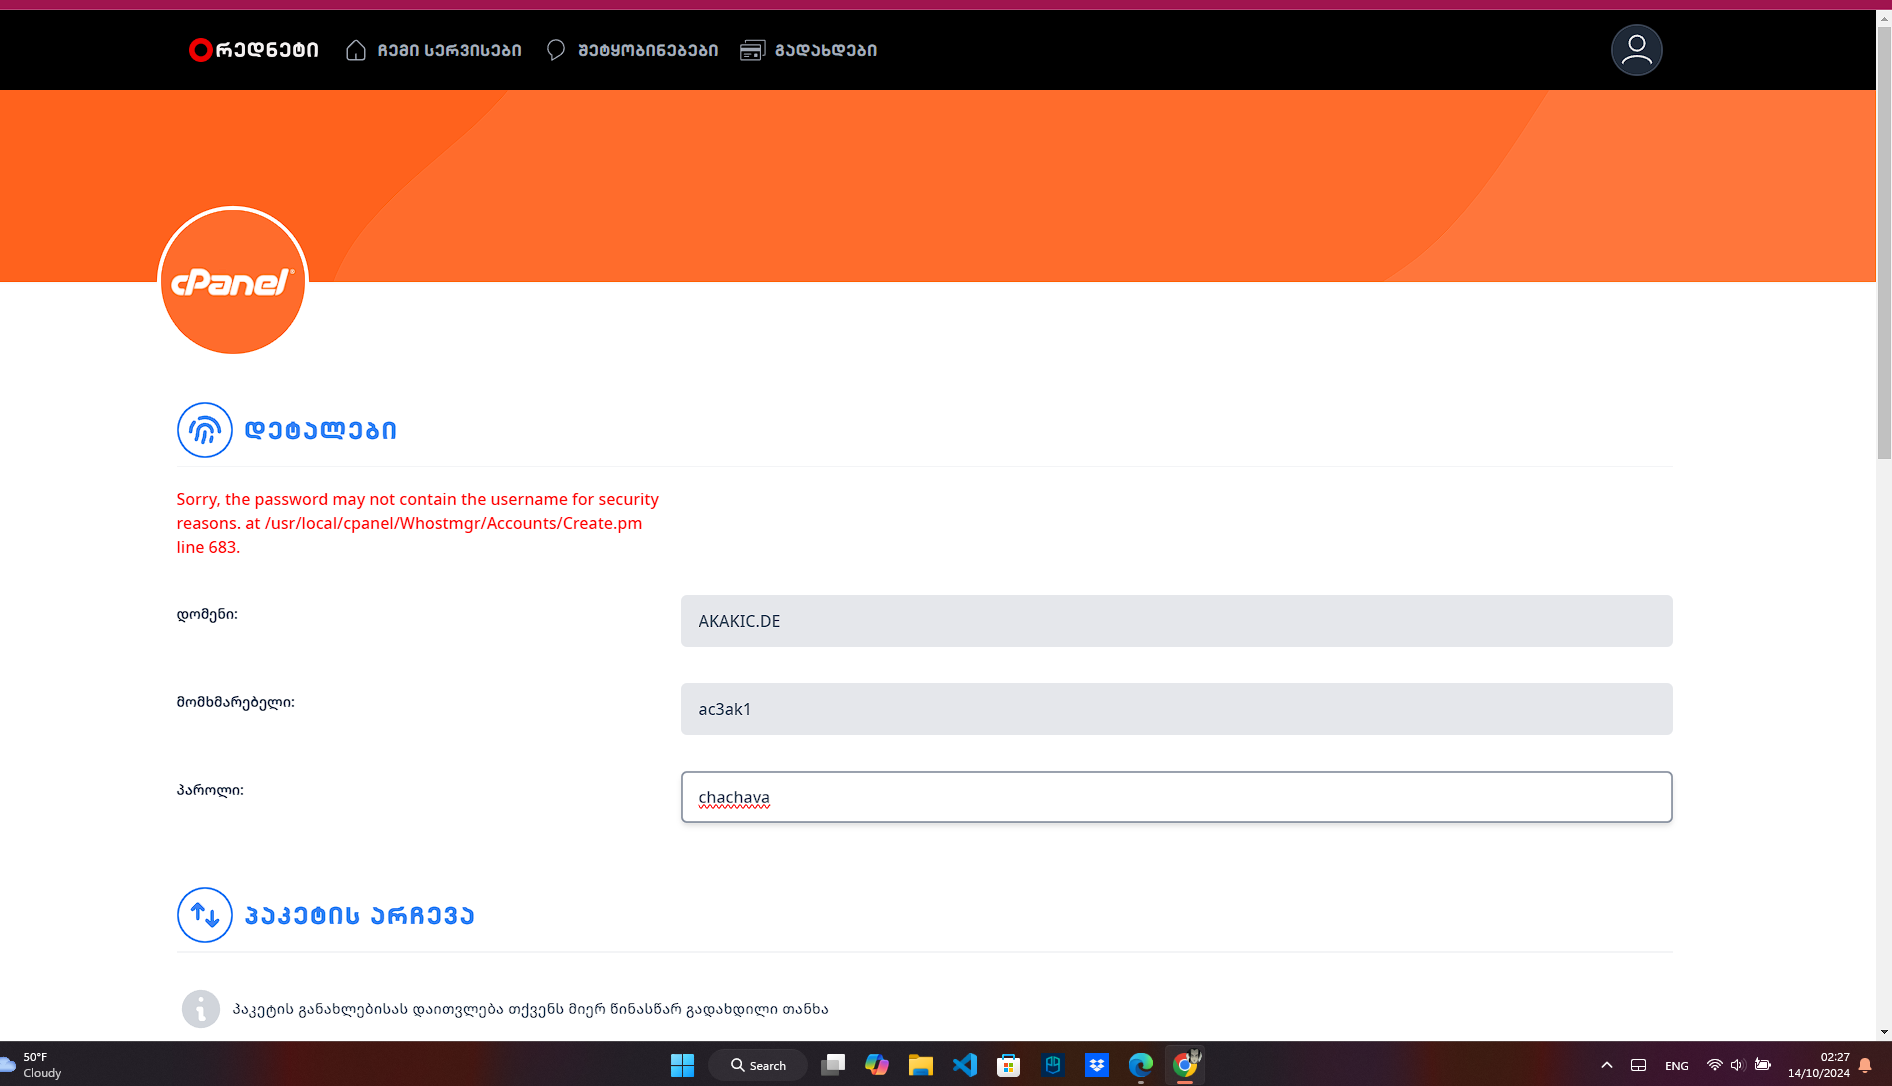 რედნეტი
ჩემი სერვისები
შეტყობინებები
გადახდები
cPanel®
დეტალები
Sorry, the password may not contain the username for security
reasons. at /usr/local/cpanel/Whostmgr/Accounts/Create.pm
line 683.
დომენი:
AKAKIC.DE
მომხმარებელი:
ac3ak1
პაროლი:
chachava
პაკეტის არჩევა
პაკეტის განახლებისას დაითვლება თქვენს მიერ წინასწარ გადახდილი თანხა
50°F
Cloudy
Search
ENG
02:27
14/10/2024